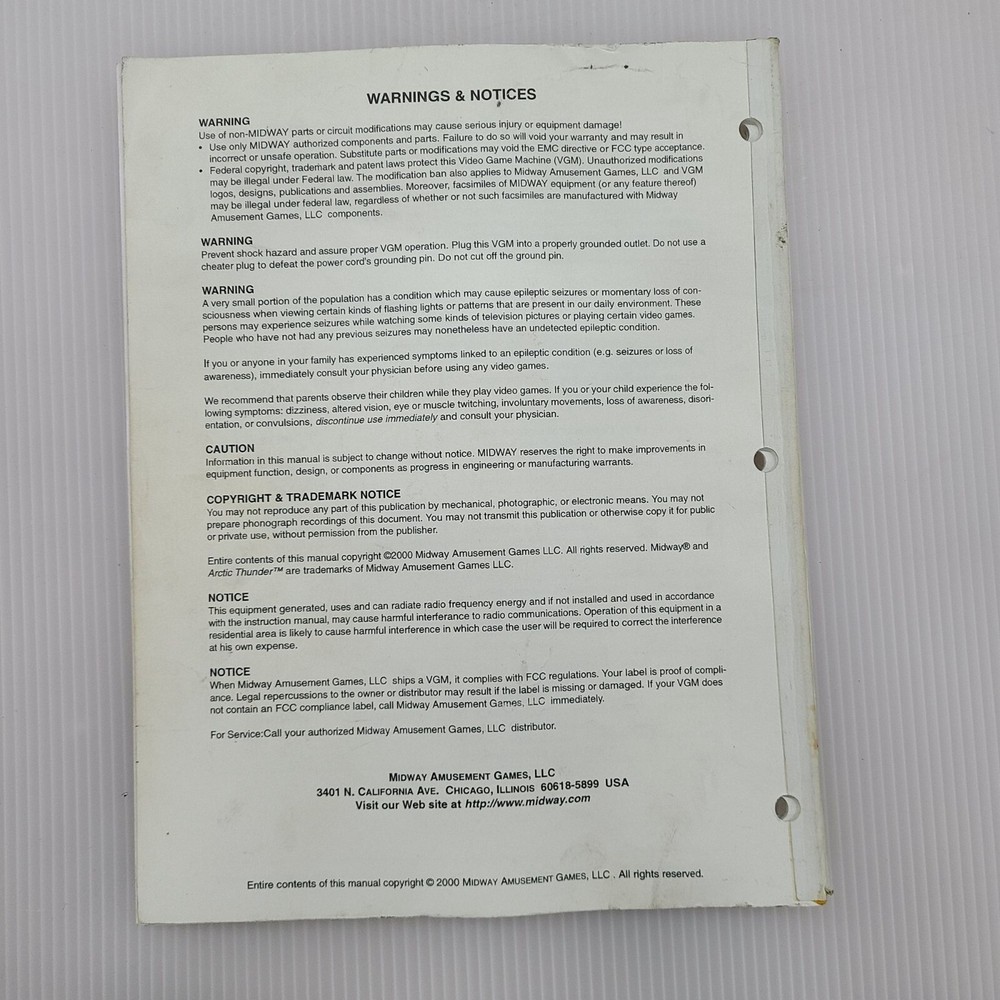 WARNINGS & NOTICES
WARNING
Use of non-MIDWAY parts or circuit modifications may cause serious injury or equipment damage!
• Use only MIDWAY authorized components and parts. Failure to do so will void your warranty and may result in
incorrect or unsafe operation. Substitute parts or modifications may void the EMC directive or FCC type acceptance.
• Federal copyright, trademark and patent laws protect this Video Game Machine (VGM). Unauthorized modifications
may be illegal under Federal law. The modification ban also applies to Midway Amusement Games, LLC and VGM
logos, designs, publications and assemblies. Moreover, facsimiles of MIDWAY equipment (or any feature thereof)
may be illegal under federal law, regardless of whether or not such facsimiles are manufactured with Midway
Amusement Games, LLC components.
WARNING
Prevent shock hazard and assure proper VGM operation. Plug this VGM into a properly grounded outlet. Do not use a
cheater plug to defeat the power cord's grounding pin. Do not cut off the ground pin.
WARNING
A very small portion of the population has a condition which may cause epileptic seizures or momentary loss of con-
sciousness when viewing certain kinds of flashing lights or patterns that are present in our daily environment. These
persons may experience seizures while watching some kinds of television pictures or playing certain video games.
People who have not had any previous seizures may nonetheless have an undetected epileptic condition.
If you or anyone in your family has experienced symptoms linked to an epileptic condition (e.g. seizures or loss of
awareness), immediately consult your physician before using any video games.
We recommend that parents observe their children while they play video games. If you or your child experience the fol-
lowing symptoms: dizziness, altered vision, eye or muscle twitching, involuntary movements, loss of awareness, disori-
entation, or convulsions, discontinue use immediately and consult your physician.
CAUTION
Information in this manual is subject to change without notice. MIDWAY reserves the right to make improvements in
equipment function, design, or components as progress in engineering or manufacturing warrants.
COPYRIGHT & TRADEMARK NOTICE
You may not reproduce any part of this publication by mechanical, photographic, or electronic means. You may not
prepare phonograph recordings of this document. You may not transmit this publication or otherwise copy it for public
or private use, without permission from the publisher.
Entire contents of this manual copyright ©2000 Midway Amusement Games LLC. All rights reserved. Midway® and
Arctic Thunder™ are trademarks of Midway Amusement Games LLC.
NOTICE
This equipment generated, uses and can radiate radio frequency energy and if not installed and used in accordance
with the instruction manual, may cause harmful interferance to radio communications. Operation of this equipment in a
residential area is likely to cause harmful interference in which case the user will be required to correct the interference
at his own expense.
NOTICE
When Midway Amusement Games, LLC ships a VGM, it complies with FCC regulations. Your label is proof of compli-
ance. Legal repercussions to the owner or distributor may result if the label is missing or damaged. If your VGM does
not contain an FCC compliance label, call Midway Amusement Games, LLC immediately.
For Service:Call your authorized Midway Amusement Games, LLC distributor.
MIDWAY AMUSEMENT GAMES, LLC
3401 N. CALIFORNIA AVE. CHICAGO, ILLINOIS 60618-5899 USA
Visit our Web site at http://www.midway.com
Entire contents of this manual copyright © 2000 MIDWAY AMUSEMENT GAMES, LLC . All rights reserved.